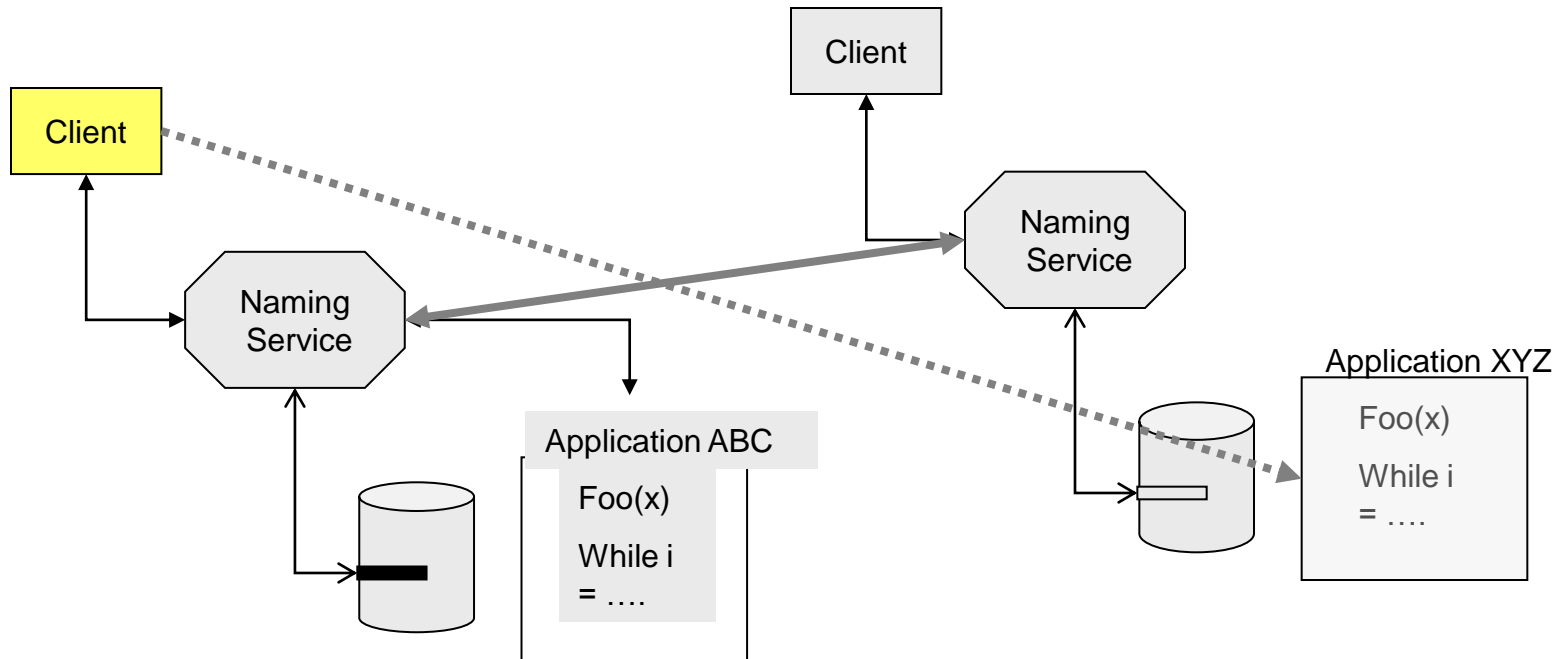 Client
Client
Naming
Service
Naming
Service
Application XYZ
Foo(x)
While i
= ….
Application ABC
Foo(x)
While i
= ….